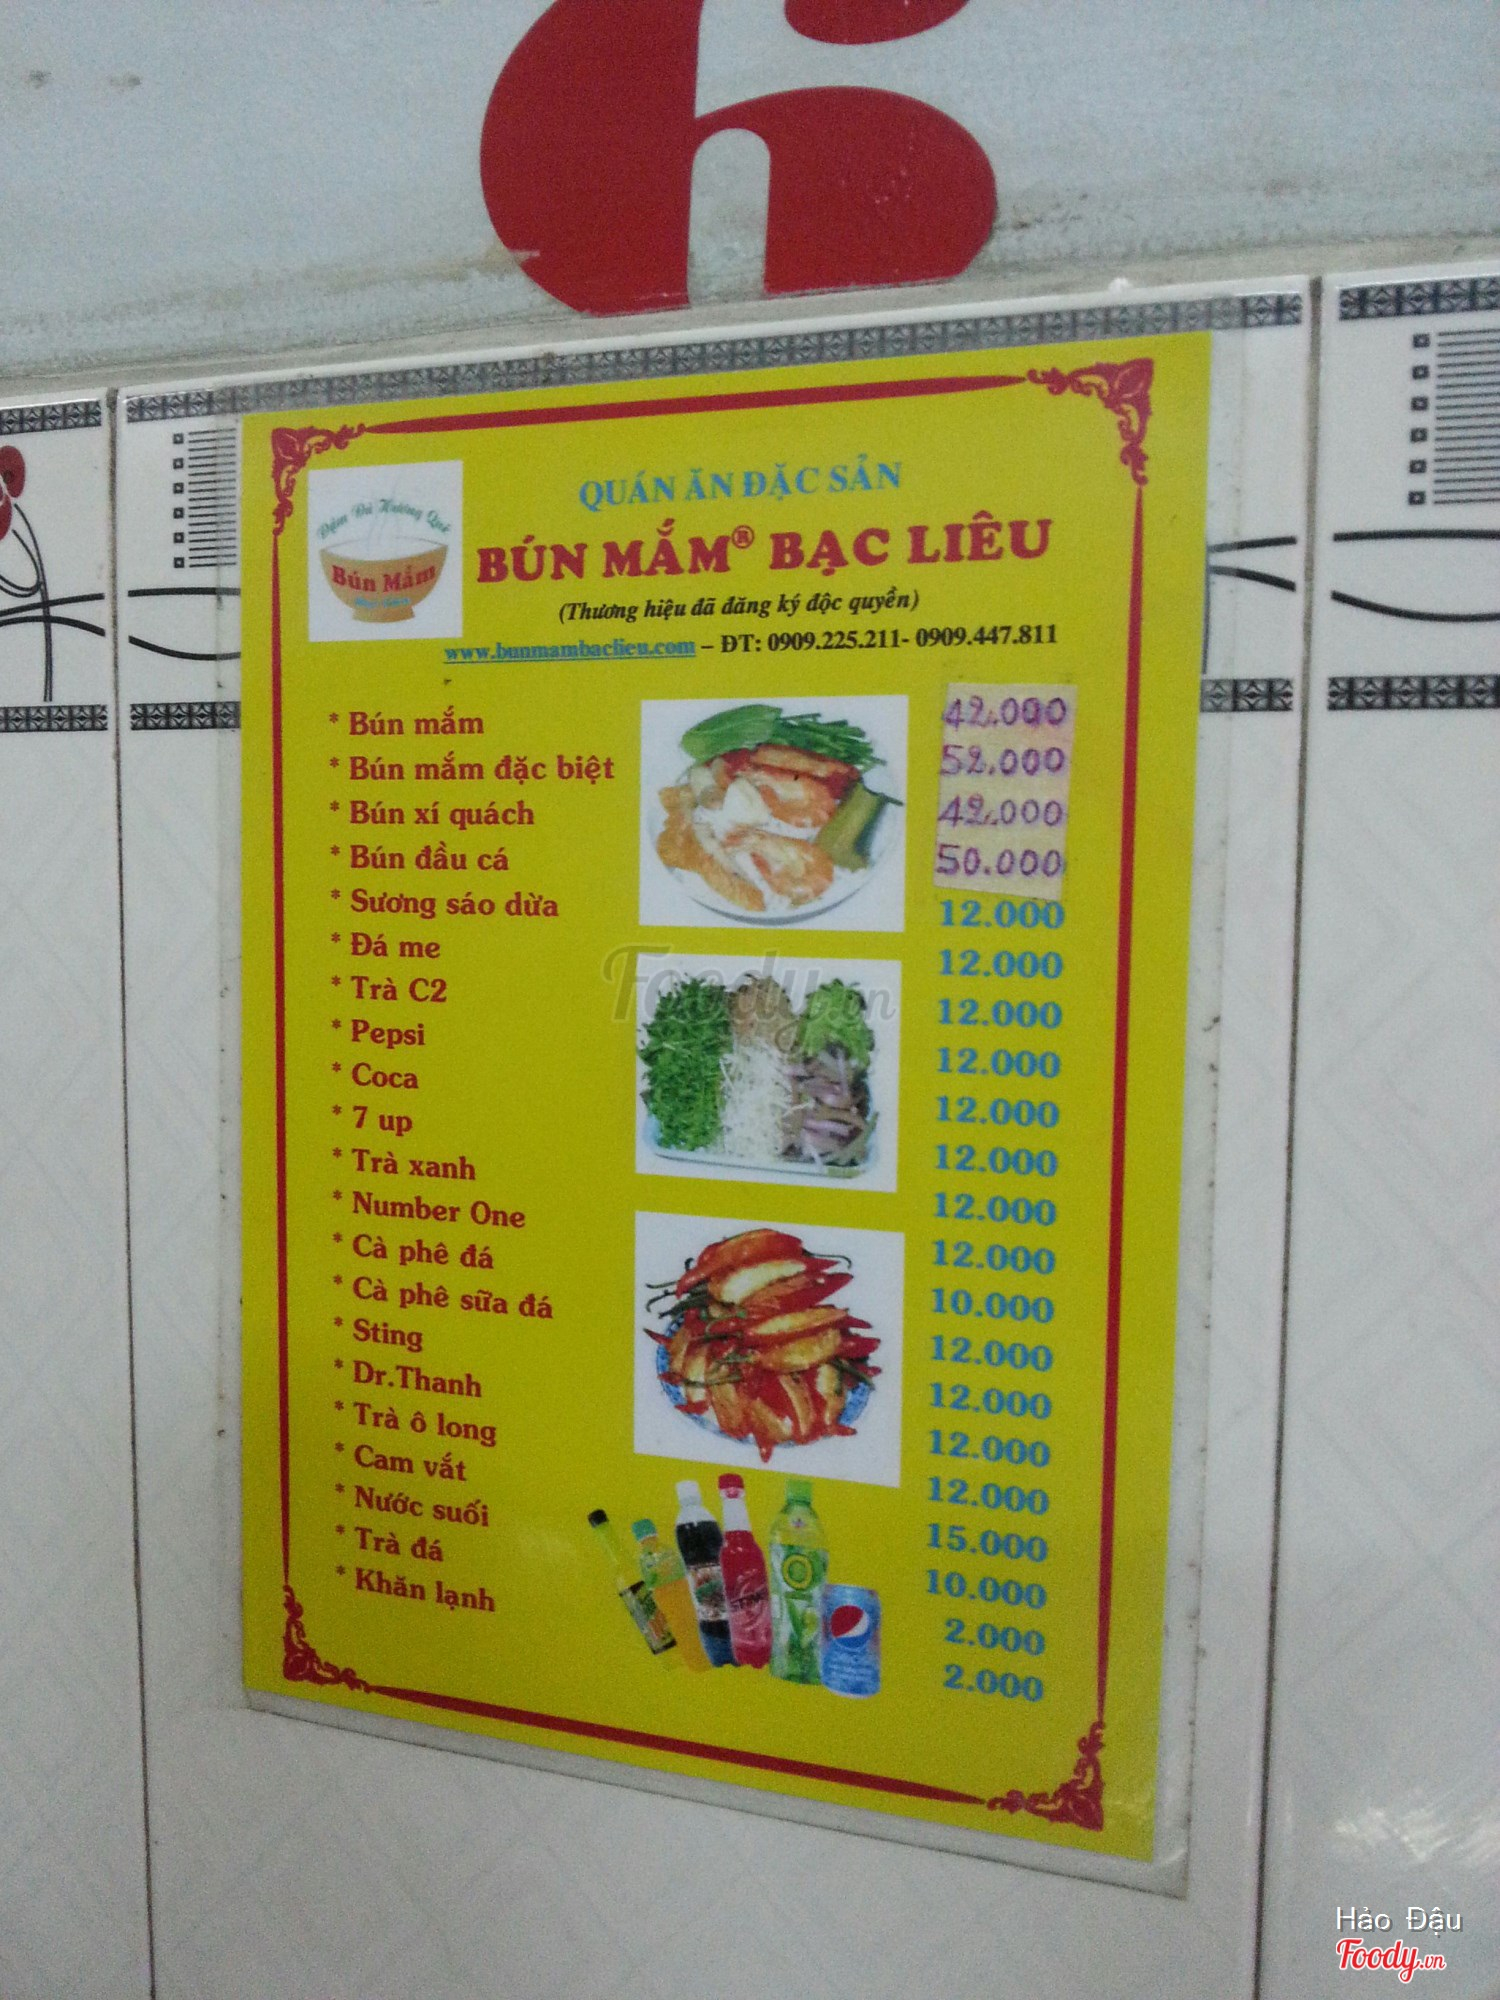 QUÁN ĂN ĐẶC SẢN
Đậm Đà Hương Quê
Bún Mắm
BÚN MẮM® BẠC LIÊU
(Thương hiệu đã đăng ký độc quyền)
www.bunmambaclieu.com – ĐT: 0909.225.211- 0909.447.811
* Bún mắm 42.000
* Bún mắm đặc biệt 52.000
* Bún xí quách 42.000
* Bún đầu cá 50.000
* Sương sáo dừa 12.000
* Đá me 12.000
* Trà C2 12.000
* Pepsi 12.000
* Coca 12.000
* 7 up 12.000
* Trà xanh 12.000
* Number One 12.000
* Cà phê đá 10.000
* Cà phê sữa đá 12.000
* Sting 12.000
* Dr.Thanh 12.000
* Trà ô long 12.000
* Cam vắt 15.000
* Nước suối 10.000
* Trà đá 2.000
* Khăn lạnh 2.000
Foody.vn
Hảo Đậu
Foody.vn